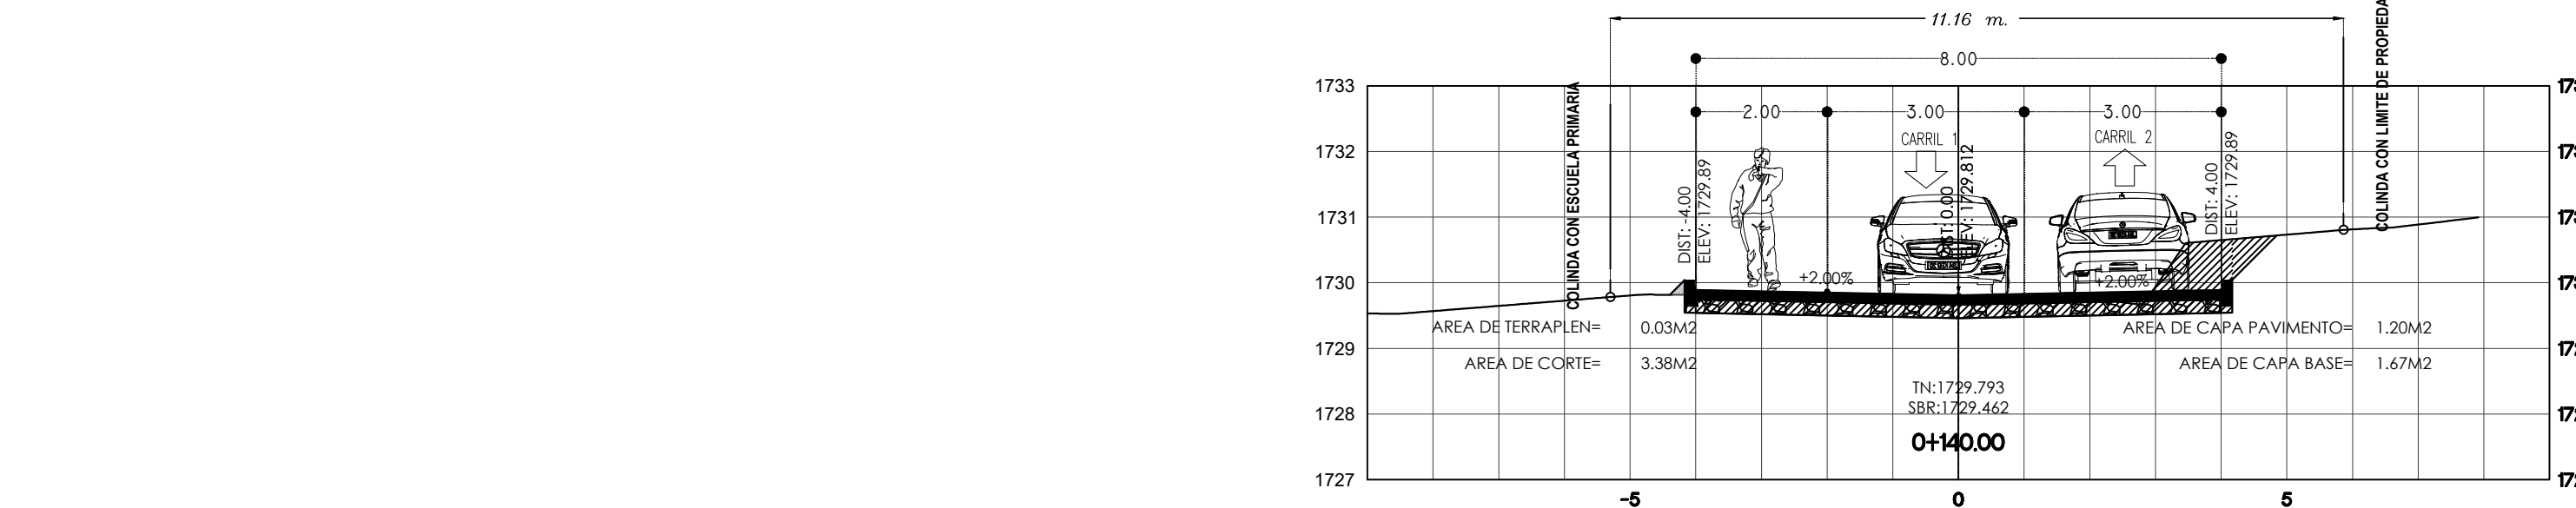 11.16 m.
8.00
2.00
3.00
3.00
CARRIL 1
CARRIL 2
COLINDA CON ESCUELA PRIMARIA
COLINDA CON LIMITE DE PROPIEDA
DIST: -4.00
ELEV: 1729.89
ELEV: 1729.812
DIST: 4.00
ELEV: 1729.89
+2.00%
+2.00%
1733
1732
1731
1730
1729
1728
1727
AREA DE TERRAPLEN= 0.03M2
AREA DE CORTE= 3.38M2
AREA DE CAPA PAVIMENTO= 1.20M2
AREA DE CAPA BASE= 1.67M2
TN:1729.793
SBR:1729.462
0+140.00
-5 0 5